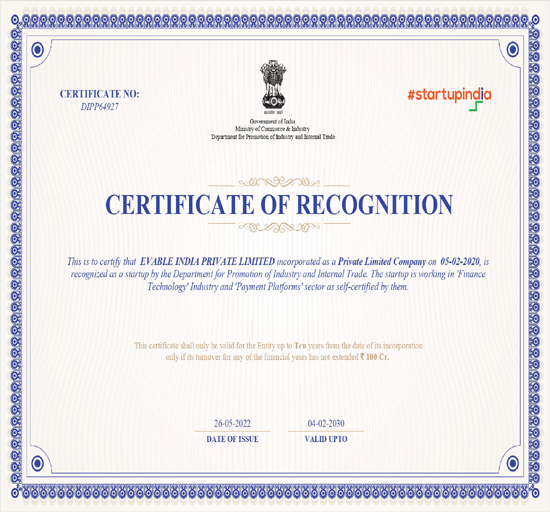 CERTIFICATE NO:
DIPP64927
#startupindia
Government of India
Ministry of Commerce & Industry
Department for Promotion of Industry and Internal Trade
CERTIFICATE OF RECOGNITION
This is to certify that EVABLE INDIA PRIVATE LIMITED incorporated as a Private Limited Company on 05-02-2020, is
recognized as a startup by the Department for Promotion of Industry and Internal Trade. The startup is working in 'Finance
Technology' Industry and 'Payment Platforms' sector as self-certified by them.
This certificate shall only be valid for the Entity up to Ten years from the date of its incorporation
only if its turnover for any of the financial years has not extended ₹ 100 Cr.
26-05-2022
04-02-2030
DATE OF ISSUE
VALID UPTO